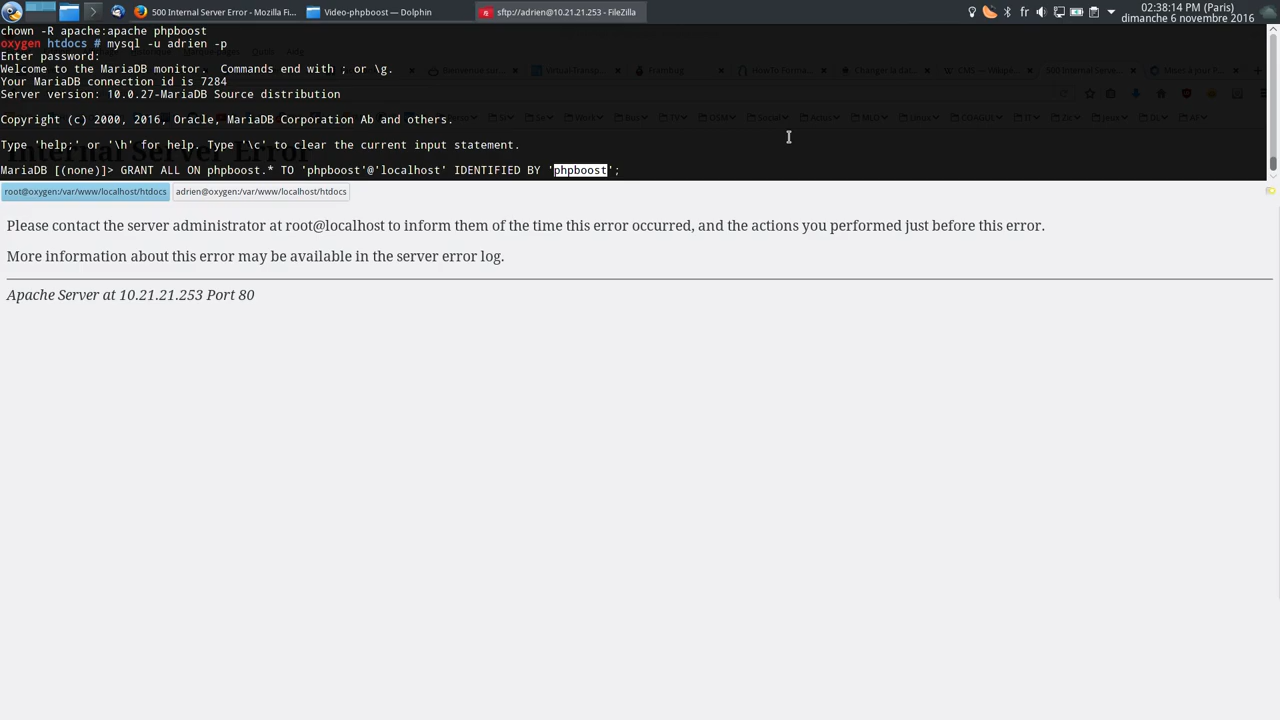 500 Internal Server Error - Mozilla Fi...
Video-phpboost — Dolphin
sftp://adrien@10.21.21.253 - FileZilla
fr
02:38:14 PM (Paris)
dimanche 6 novembre 2016
chown -R apache:apache phpboost
oxygen htdocs # mysql -u adrien -p
Enter password:
Welcome to the MariaDB monitor.  Commands end with ; or \g.
Your MariaDB connection id is 7284
Server version: 10.0.27-MariaDB Source distribution
Copyright (c) 2000, 2016, Oracle, MariaDB Corporation Ab and others.
Type 'help;' or '\h' for help. Type '\c' to clear the current input statement.
Internal Server Error
MariaDB [(none)]> GRANT ALL ON phpboost.* TO 'phpboost'@'localhost' IDENTIFIED BY 'phpboost';
root@oxygen:/var/www/localhost/htdocs
adrien@oxygen:/var/www/localhost/htdocs
Please contact the server administrator at root@localhost to inform them of the time this error occurred, and the actions you performed just before this error.
More information about this error may be available in the server error log.
Apache Server at 10.21.21.253 Port 80